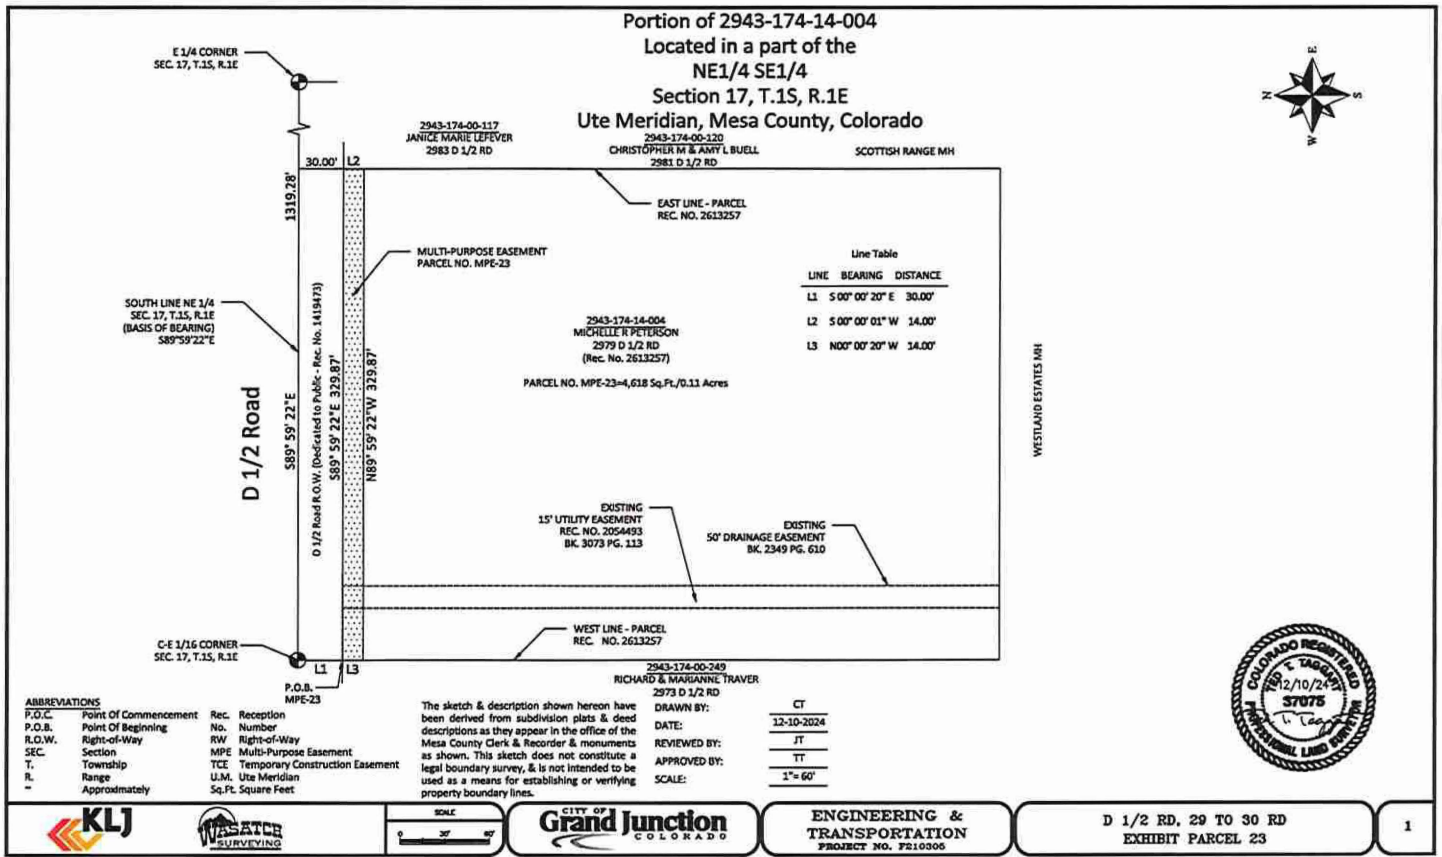 Portion of 2943-174-14-004
Located in a part of the
NE1/4 SE1/4
Section 17, T.1S, R.1E
Ute Meridian, Mesa County, Colorado
E 1/4 CORNER
SEC. 17, T.1S, R.1E
N
E
S
W
2943-174-00-117
JANICE MARIE LEFEVER
2983 D 1/2 RD
2943-174-00-120
CHRISTOPHER M & AMY L BUELL
2981 D 1/2 RD
SCOTTISH RANGE MH
30.00'
L2
1319.28'
EAST LINE - PARCEL
REC. NO. 2613257
MULTI-PURPOSE EASEMENT
PARCEL NO. MPE-23
Line Table
LINE BEARING DISTANCE
L1 S 00° 00' 20" E 30.00'
L2 S 00° 00' 01" W 14.00'
L3 N00° 00' 20" W 14.00'
SOUTH LINE NE 1/4
SEC. 17, T.1S, R.1E
(BASIS OF BEARING)
S89°59'22"E
2943-174-14-004
MICHELLE R PETERSON
2979 D 1/2 RD
(Rec. No. 2613257)
PARCEL NO. MPE-23=4,618 Sq.Ft./0.11 Acres
D 1/2 Road
S89° 59' 22"E
D 1/2 Road R.O.W. (Dedicated to Public - Rec. No. 1419473)
S89° 59' 22"E 329.87'
N89° 59' 22"W 329.87'
WESTLAND ESTATES MH
EXISTING
15' UTILITY EASEMENT
REC. NO. 2054493
BK. 3073 PG. 113
EXISTING
50' DRAINAGE EASEMENT
BK. 2349 PG. 610
WEST LINE - PARCEL
REC. NO. 2613257
C-E 1/16 CORNER
SEC. 17, T.1S, R.1E
L1
L3
P.O.B.
MPE-23
2943-174-00-249
RICHARD & MARIANNE TRAVER
2973 D 1/2 RD
COLORADO REGISTERED
TED T. TAGGART
12/10/24
37075
PROFESSIONAL LAND SURVEYOR
ABBREVIATIONS
P.O.C. Point Of Commencement Rec. Reception
P.O.B. Point Of Beginning No. Number
R.O.W. Right-of-Way RW Right-of-Way
SEC. Section MPE Multi-Purpose Easement
T. Township TCE Temporary Construction Easement
R. Range U.M. Ute Meridian
~ Approximately Sq.Ft. Square Feet
The sketch & description shown hereon have
been derived from subdivision plats & deed
descriptions as they appear in the office of the
Mesa County Clerk & Recorder & monuments
as shown. This sketch does not constitute a
legal boundary survey, & is not intended to be
used as a means for establishing or verifying
property boundary lines.
DRAWN BY: CT
DATE: 12-10-2024
REVIEWED BY: JT
APPROVED BY: TT
SCALE: 1"= 60'
KLJ
WASATCH
SURVEYING
SCALE
0 30' 60'
CITY OF
Grand Junction
COLORADO
ENGINEERING &
TRANSPORTATION
PROJECT NO. F210306
D 1/2 RD, 29 TO 30 RD
EXHIBIT PARCEL 23
1